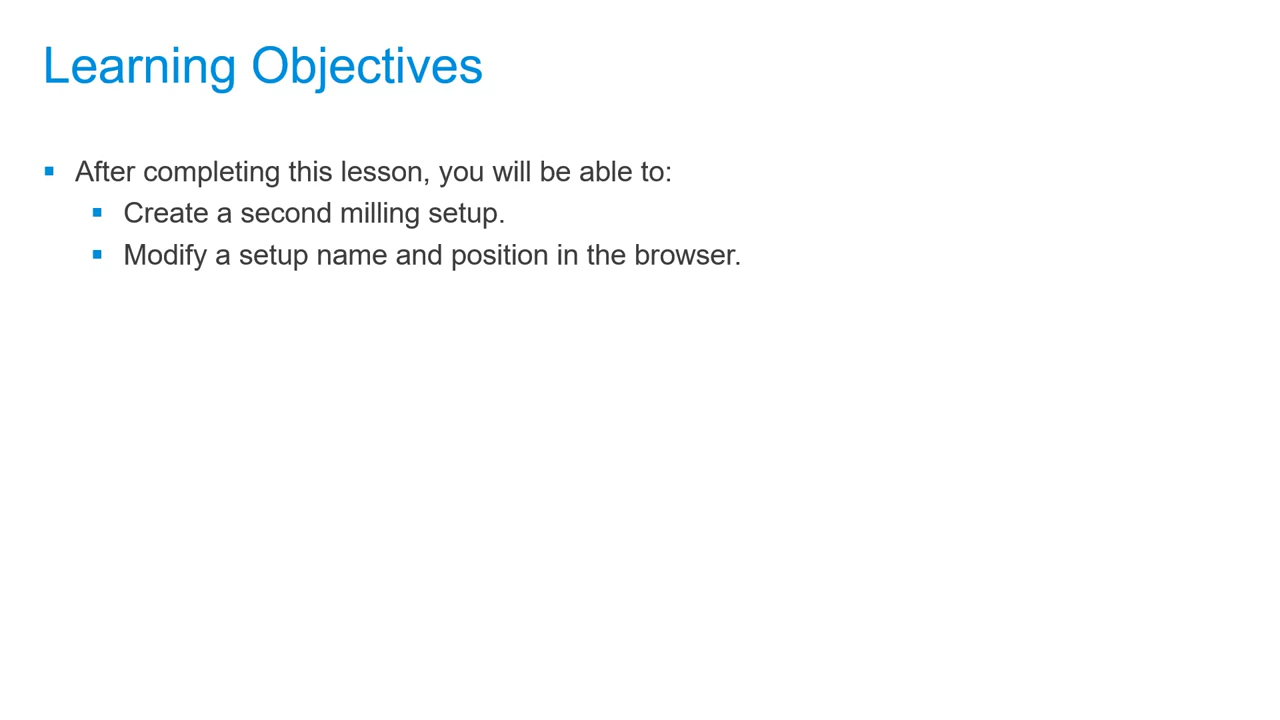 Learning Objectives
After completing this lesson, you will be able to:
Create a second milling setup.
Modify a setup name and position in the browser.